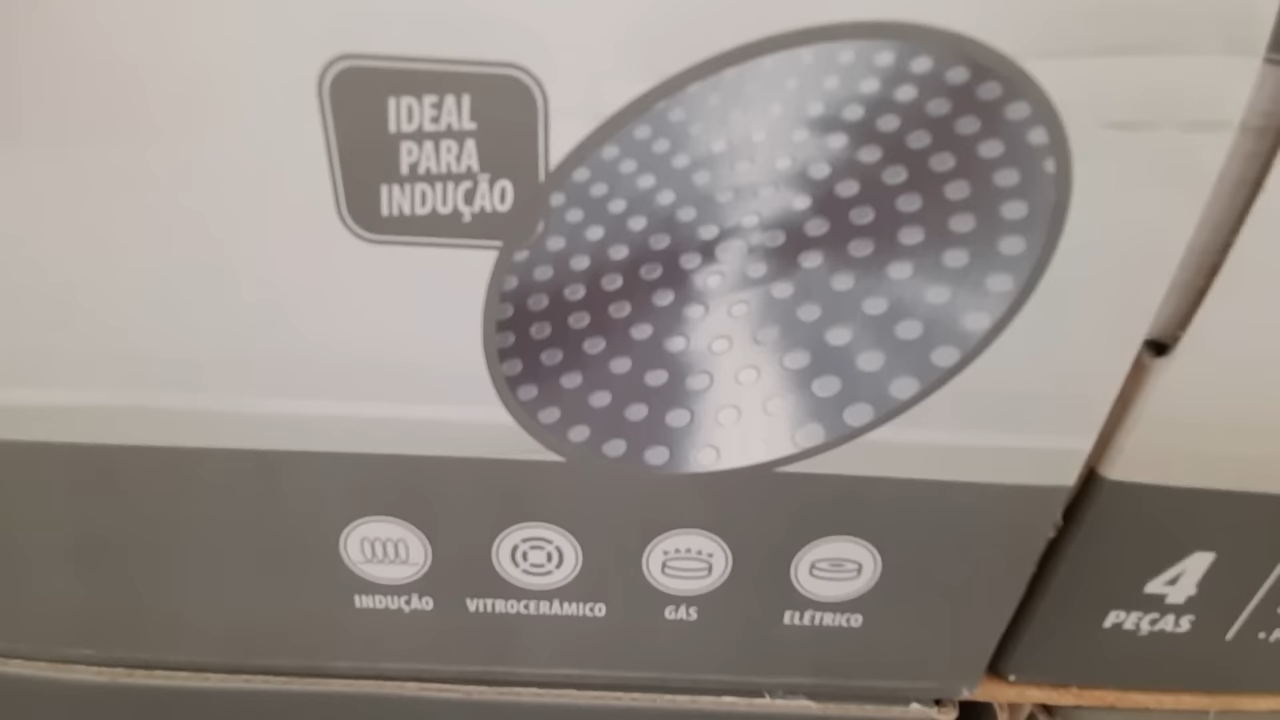 IDEAL
PARA
INDUÇÃO
INDUÇÃO
VITROCERÂMICO
GÁS
ELÉTRICO
4
PEÇAS